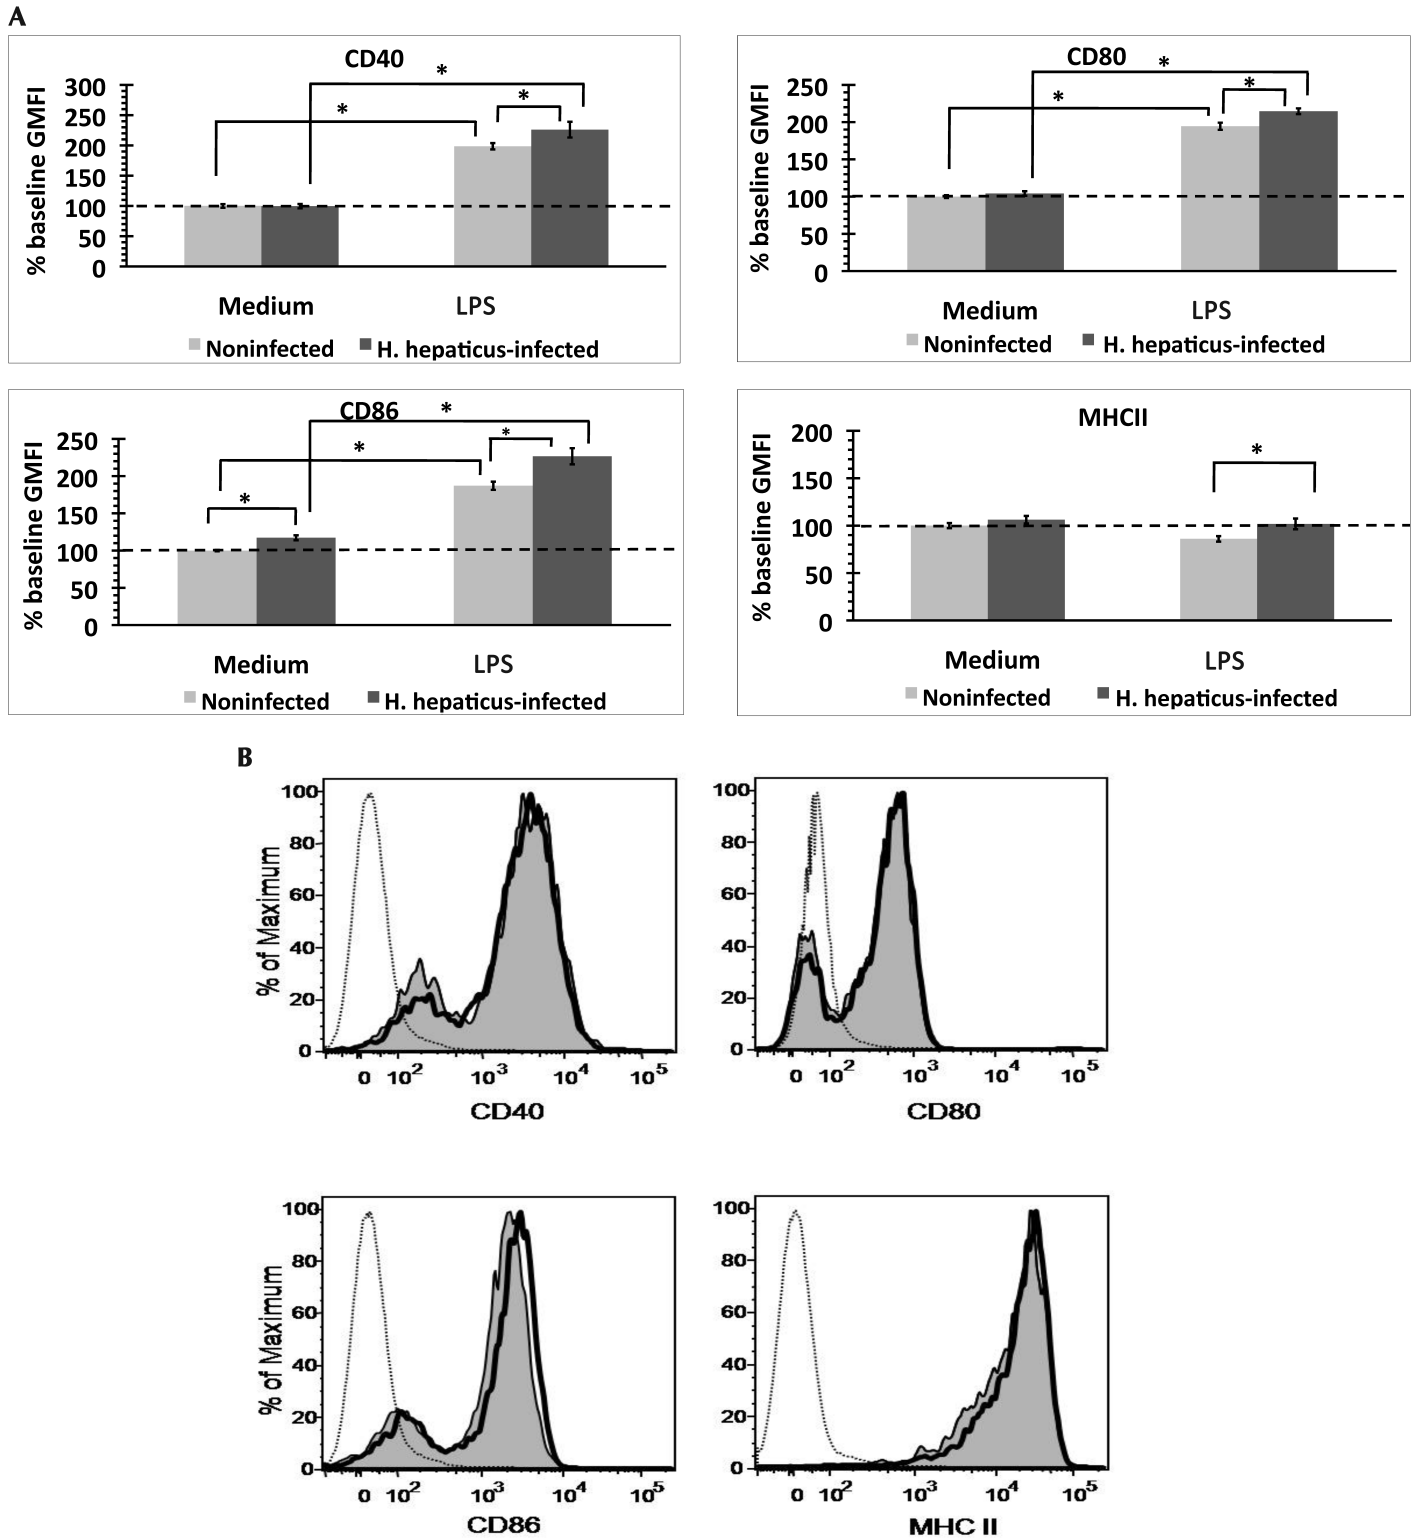 A
CD40
*
*
*
% baseline GMFI
300
250
200
150
100
50
0
Medium
LPS
Noninfected
H. hepaticus-infected
CD80
*
*
*
% baseline GMFI
250
200
150
100
50
0
Medium
LPS
Noninfected
H. hepaticus-infected
CD86
*
*
*
*
% baseline GMFI
250
200
150
100
50
0
Medium
LPS
Noninfected
H. hepaticus-infected
MHCII
*
% baseline GMFI
200
150
100
50
0
Medium
LPS
Noninfected
H. hepaticus-infected
B
% of Maximum
100
80
60
40
20
0
0 10² 10³ 10⁴ 10⁵
CD40
100
80
60
40
20
0
0 10² 10³ 10⁴ 10⁵
CD80
% of Maximum
100
80
60
40
20
0
0 10² 10³ 10⁴ 10⁵
CD86
100
80
60
40
20
0
0 10² 10³ 10⁴ 10⁵
MHC II